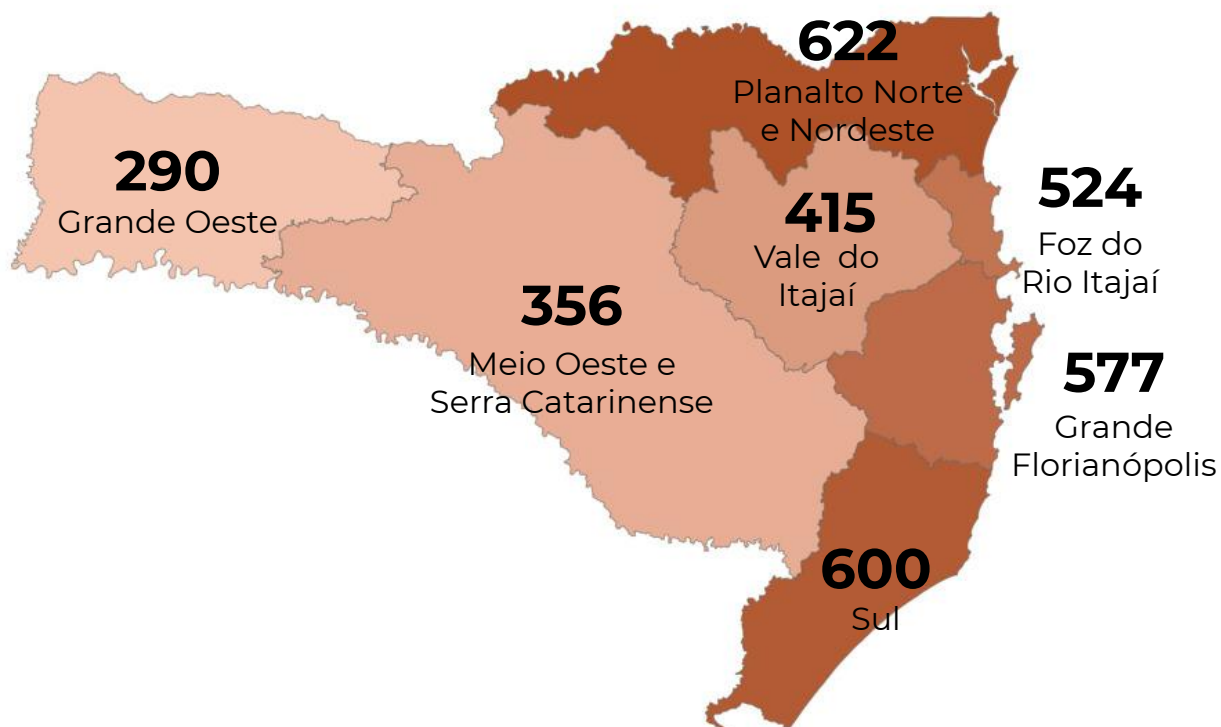 622
Planalto Norte
e Nordeste
290
Grande Oeste
415
Vale do
Itajaí
524
Foz do
Rio Itajaí
356
Meio Oeste e
Serra Catarinense
577
Grande
Florianópolis
600
Sul